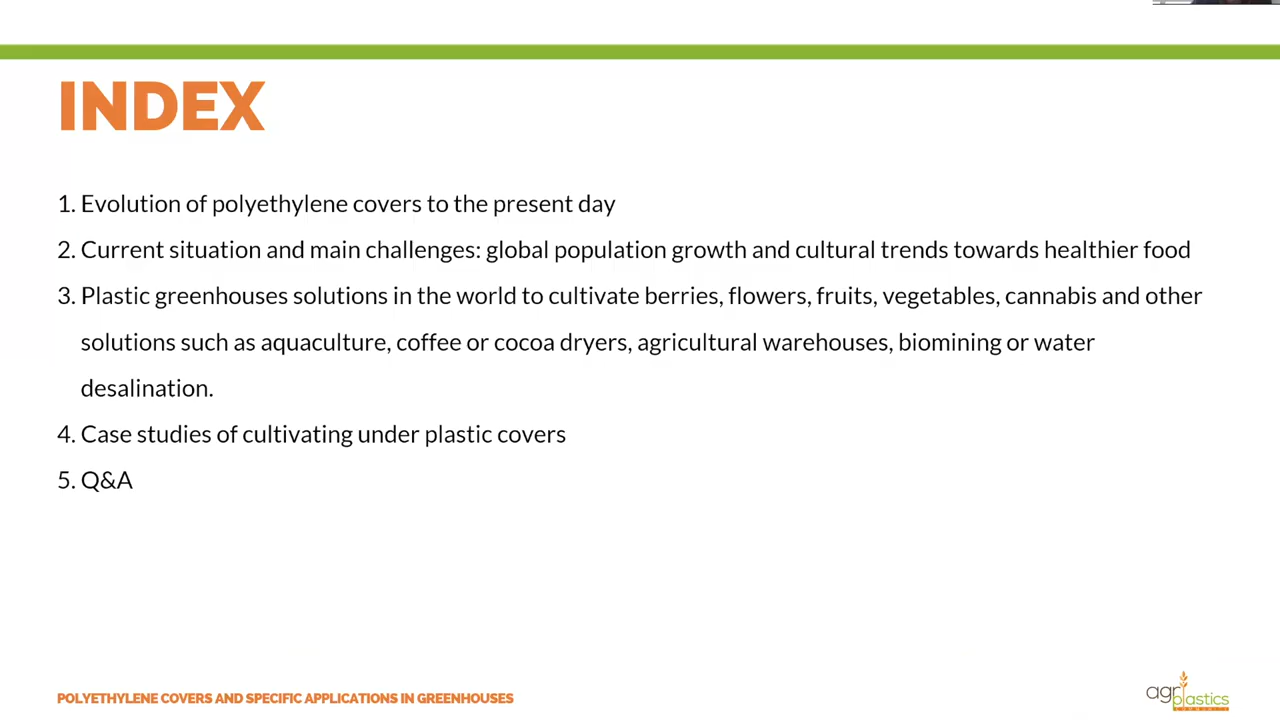 INDEX
1. Evolution of polyethylene covers to the present day
2. Current situation and main challenges: global population growth and cultural trends towards healthier food
3. Plastic greenhouses solutions in the world to cultivate berries, flowers, fruits, vegetables, cannabis and other
solutions such as aquaculture, coffee or cocoa dryers, agricultural warehouses, biomining or water
desalination.
4. Case studies of cultivating under plastic covers
5. Q&A
POLYETHYLENE COVERS AND SPECIFIC APPLICATIONS IN GREENHOUSES
agriplastics
COMMUNITY